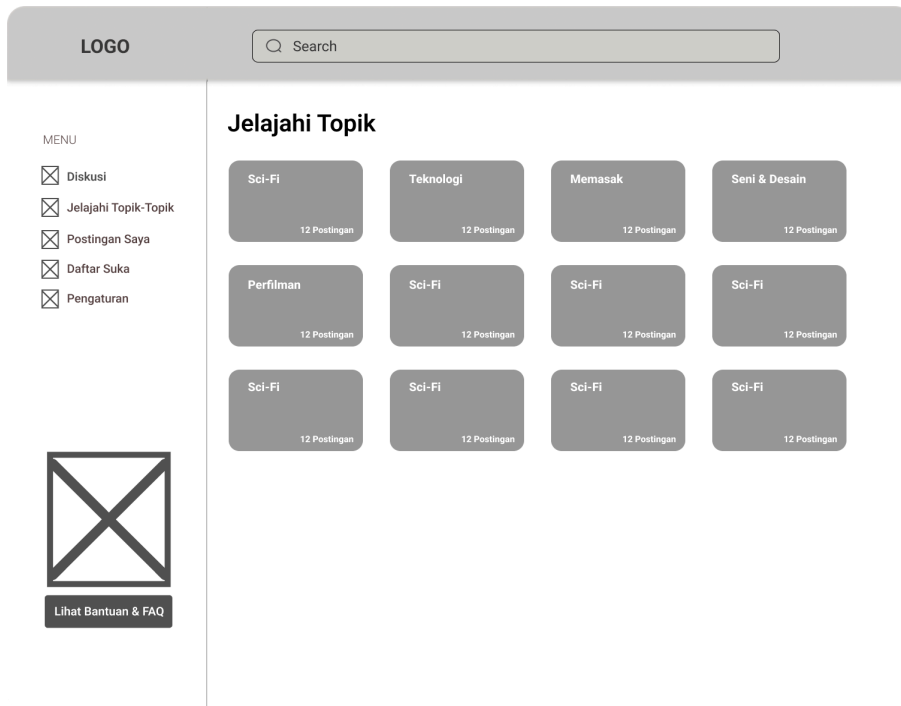 LOGO
Search
MENU
Diskusi
Jelajahi Topik-Topik
Postingan Saya
Daftar Suka
Pengaturan
Lihat Bantuan & FAQ
Jelajahi Topik
Sci-Fi
12 Postingan
Teknologi
12 Postingan
Memasak
12 Postingan
Seni & Desain
12 Postingan
Perfilman
12 Postingan
Sci-Fi
12 Postingan
Sci-Fi
12 Postingan
Sci-Fi
12 Postingan
Sci-Fi
12 Postingan
Sci-Fi
12 Postingan
Sci-Fi
12 Postingan
Sci-Fi
12 Postingan